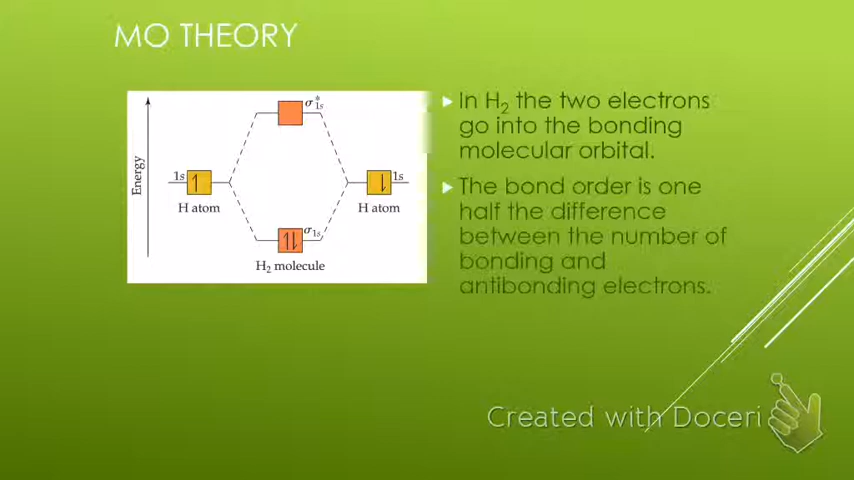 MO THEORY
σ*1s
1s
1s
Energy
H atom
H atom
σ1s
H2 molecule
In H2 the two electrons
go into the bonding
molecular orbital.
The bond order is one
half the difference
between the number of
bonding and
antibonding electrons.
Created with Doceri